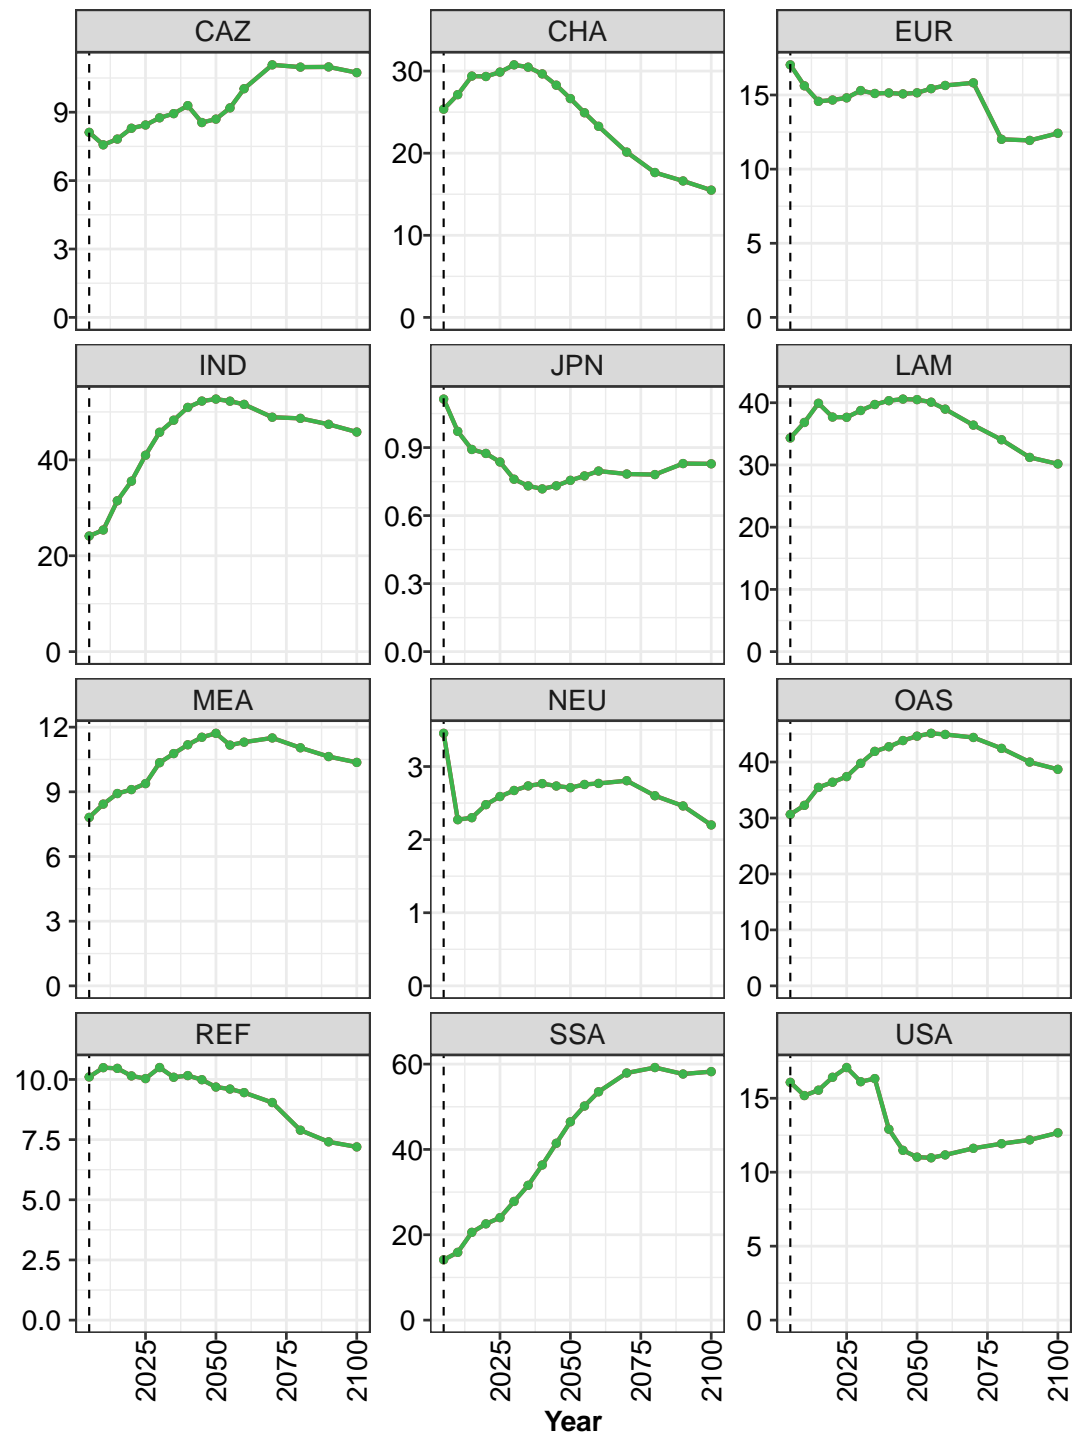 CAZ CHA EUR
9 6 3 0
30 20 10 0
15 10 5 0
IND JPN LAM
40 20 0
0.9 0.6 0.3 0.0
40 30 20 10 0
MEA NEU OAS
12 9 6 3 0
3 2 1 0
40 30 20 10 0
REF SSA USA
10.0 7.5 5.0 2.5 0.0
60 40 20 0
15 10 5 0
2025 2050 2075 2100 2025 2050 2075 2100 2025 2050 2075 2100
Year